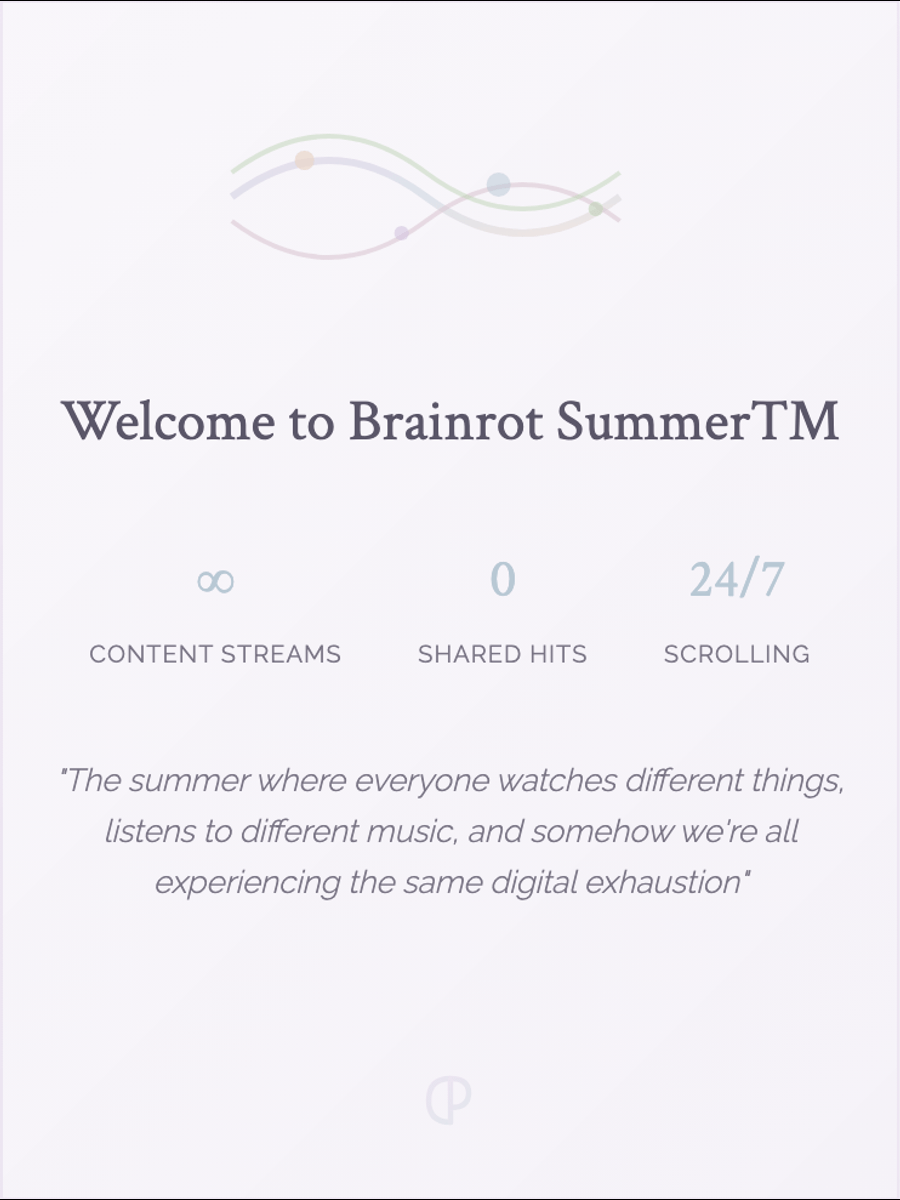 Welcome to Brainrot SummerTM
∞ 0 24/7
CONTENT STREAMS SHARED HITS SCROLLING
"The summer where everyone watches different things,
listens to different music, and somehow we're all
experiencing the same digital exhaustion"